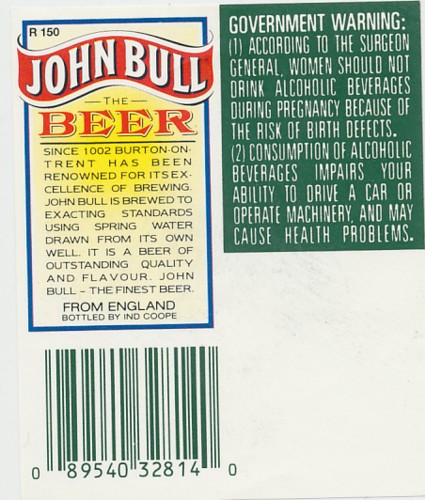 R 150
JOHN BULL
THE
BEER
SINCE 1002 BURTON-ON-
TRENT HAS BEEN
RENOWNED FOR ITS EX-
CELLENCE OF BREWING.
JOHN BULL IS BREWED TO
EXACTING STANDARDS
USING SPRING WATER
DRAWN FROM ITS OWN
WELL. IT IS A BEER OF
OUTSTANDING QUALITY
AND FLAVOUR. JOHN
BULL – THE FINEST BEER.
FROM ENGLAND
BOTTLED BY IND COOPE
GOVERNMENT WARNING:
(1) ACCORDING TO THE SURGEON
GENERAL, WOMEN SHOULD NOT
DRINK ALCOHOLIC BEVERAGES
DURING PREGNANCY BECAUSE OF
THE RISK OF BIRTH DEFECTS.
(2) CONSUMPTION OF ALCOHOLIC
BEVERAGES IMPAIRS YOUR
ABILITY TO DRIVE A CAR OR
OPERATE MACHINERY, AND MAY
CAUSE HEALTH PROBLEMS.
0 89540 32814 0